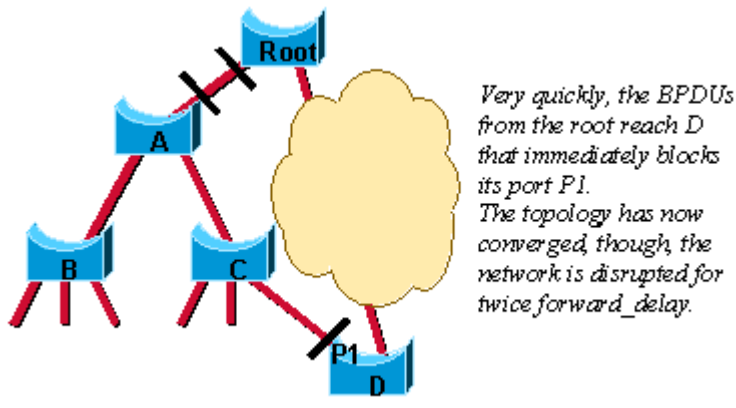 Root
A
B
C
P1
D
Very quickly, the BPDUs
from the root reach D
that immediately blocks
its port P1.
The topology has now
converged, though, the
network is disrupted for
twice forward_delay.